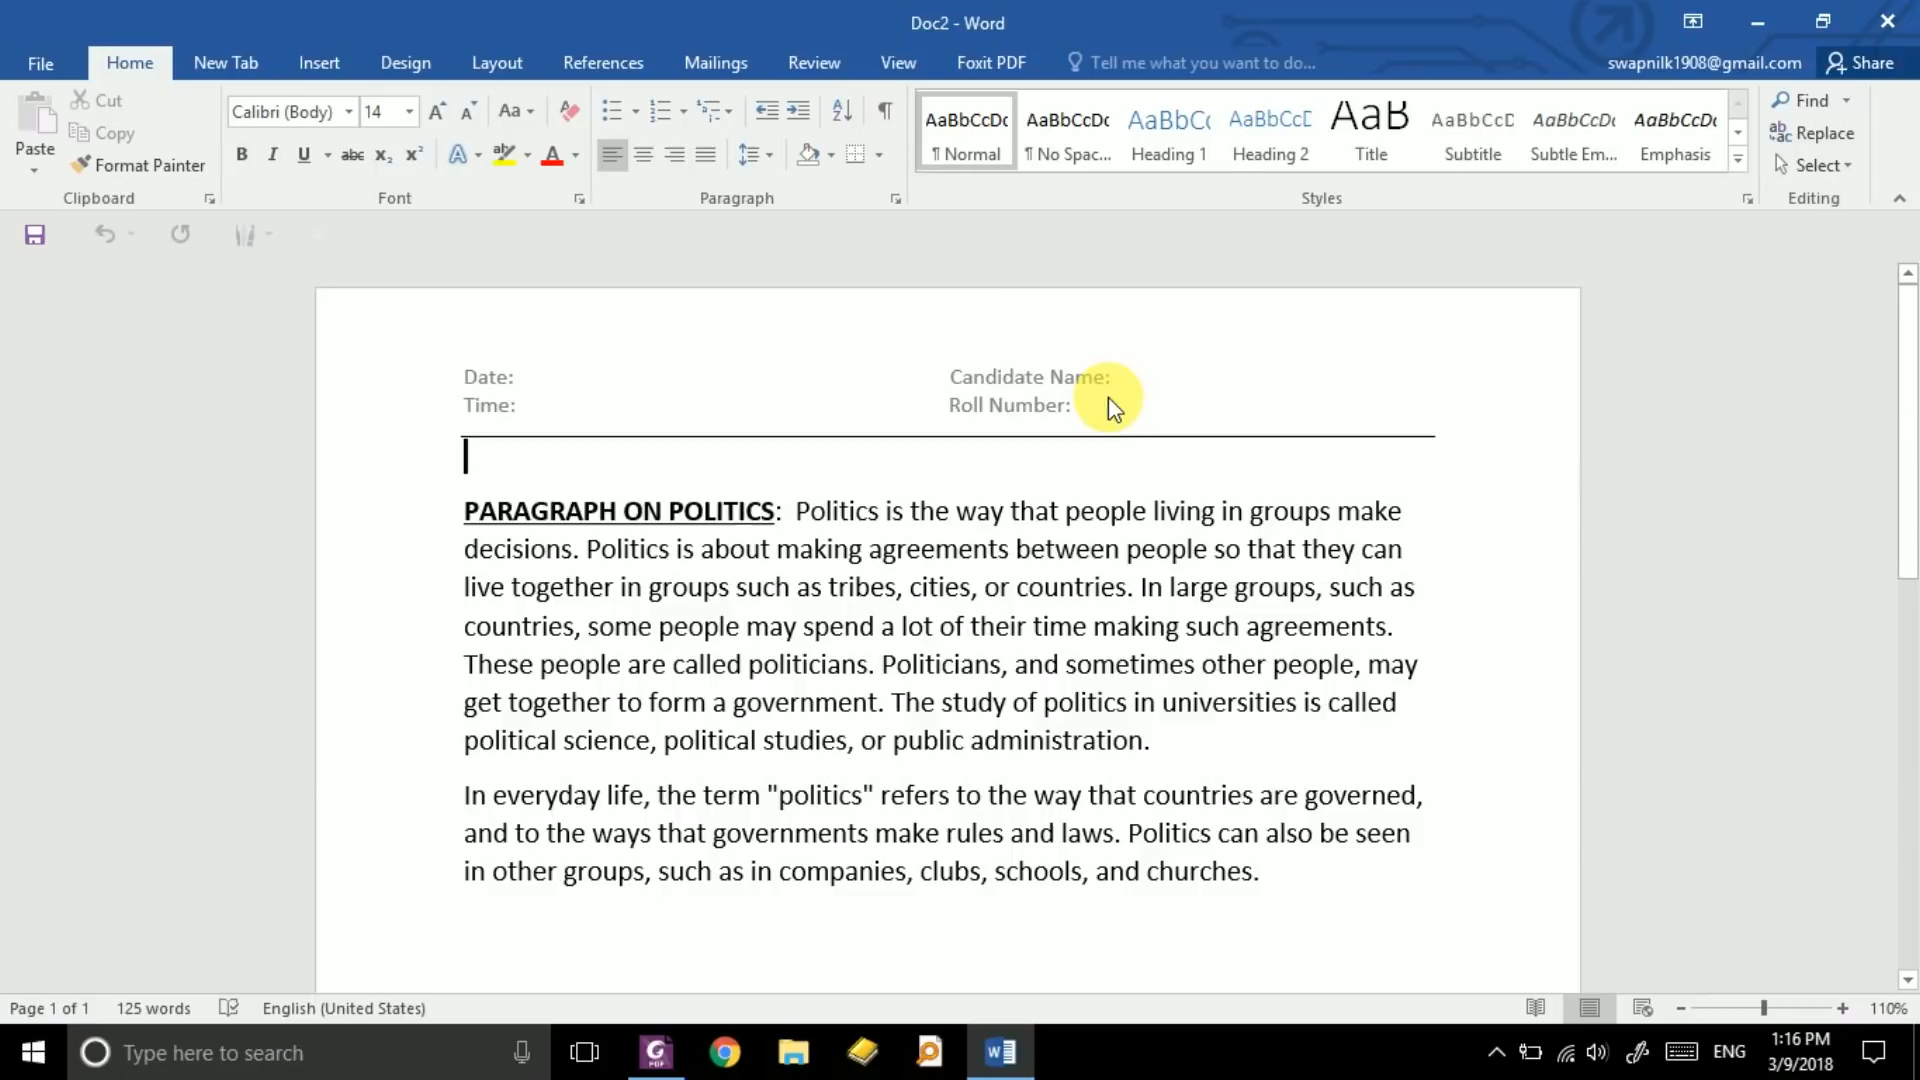 Doc2 - Word
File Home New Tab Insert Design Layout References Mailings Review View Foxit PDF Tell me what you want to do... swapnilk1908@gmail.com Share
Cut
Copy
Paste
Format Painter
Clipboard
Calibri (Body) 14 Aa
B I U abc x₂ x² A A
Font
Paragraph
AaBbCcDc AaBbCcDc AaBbCc AaBbCcD AaB AaBbCcD AaBbCcDc AaBbCcDc
¶ Normal ¶ No Spac... Heading 1 Heading 2 Title Subtitle Subtle Em... Emphasis
Styles
Find
Replace
Select
Editing
Date: Candidate Name:
Time: Roll Number:
PARAGRAPH ON POLITICS: Politics is the way that people living in groups make
decisions. Politics is about making agreements between people so that they can
live together in groups such as tribes, cities, or countries. In large groups, such as
countries, some people may spend a lot of their time making such agreements.
These people are called politicians. Politicians, and sometimes other people, may
get together to form a government. The study of politics in universities is called
political science, political studies, or public administration.
In everyday life, the term "politics" refers to the way that countries are governed,
and to the ways that governments make rules and laws. Politics can also be seen
in other groups, such as in companies, clubs, schools, and churches.
Page 1 of 1 125 words English (United States) 110%
Type here to search
ENG
1:16 PM
3/9/2018